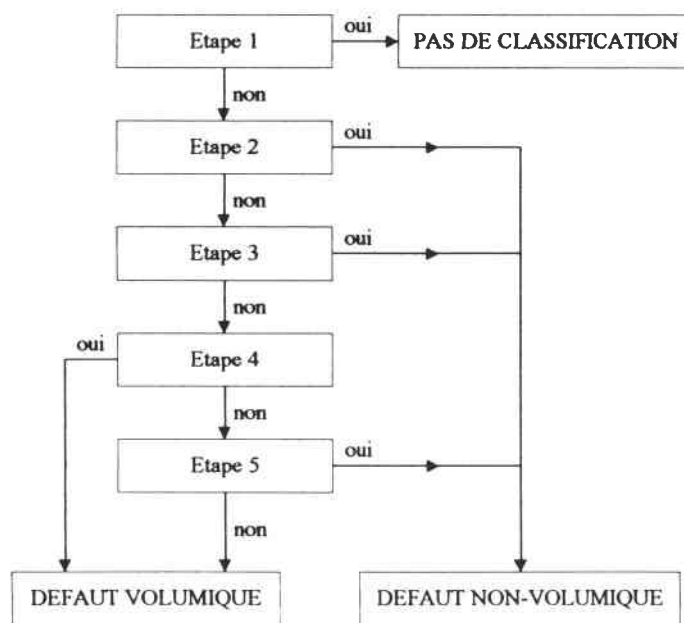 Etape 1
oui
PAS DE CLASSIFICATION
non
Etape 2
oui
non
Etape 3
oui
non
oui
Etape 4
non
Etape 5
oui
non
DEFAUT VOLUMIQUE
DEFAUT NON-VOLUMIQUE